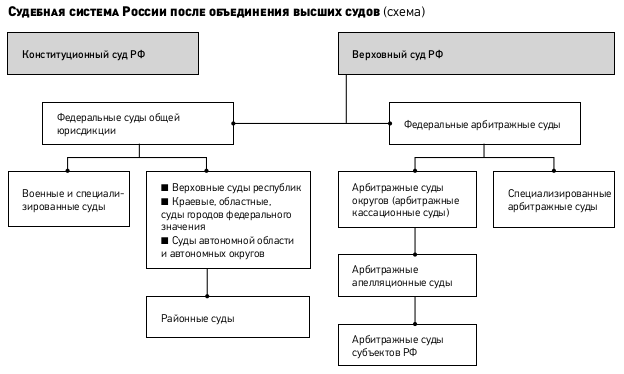 Судебная система России после объединения высших судов (схема)
Конституционный суд РФ
Верховный суд РФ
Федеральные суды общей
юрисдикции
Федеральные арбитражные суды
Военные и специали-
зированные суды
■ Верховные суды республик
■ Краевые, областные,
суды городов федерального
значения
■ Суды автономной области
и автономных округов
Арбитражные суды
округов (арбитражные
кассационные суды)
Специализированные
арбитражные суды
Арбитражные
апелляционные суды
Районные суды
Арбитражные суды
субъектов РФ